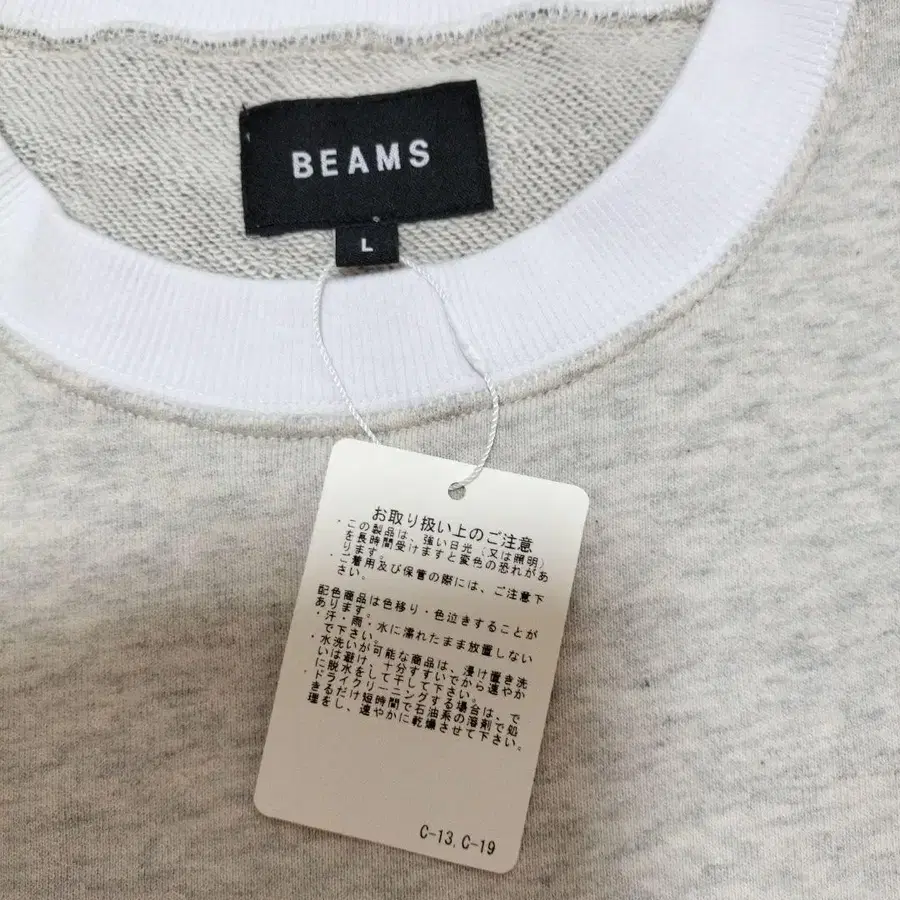 BEAMS
L
お取り扱い上のご注意
・この製品は、強い日光（又は照明）
を長時間受けますと変色の恐れがあ
ります。
・ご着用及び保管の際には、ご注意下
さい。
配色商品は色移り・色泣きすることが
あります。
・汗・雨・水に濡れたまま放置しない
で下さい。
・水洗いが可能な商品は、浸け置き洗
いは避け、十分すすいでから速やか
に脱水をして干して下さい。
・ドライクリーニングする場合は、で
きるだけ短時間で石油系の溶剤で処
理をし、速やかに乾燥させて下さい。
C-13, C-19